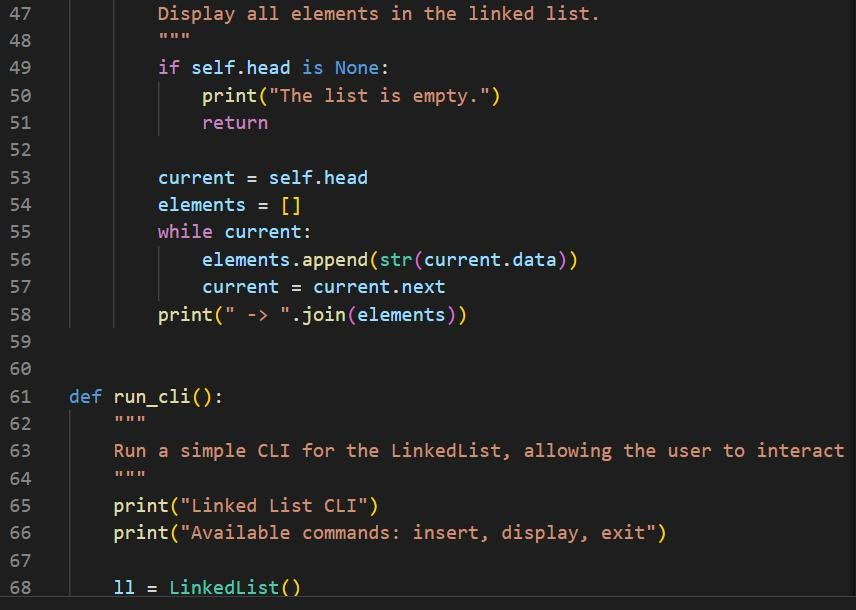 47 Display all elements in the linked list.
48 """
49 if self.head is None:
50 print("The list is empty.")
51 return
52
53 current = self.head
54 elements = []
55 while current:
56 elements.append(str(current.data))
57 current = current.next
58 print(" -> ".join(elements))
59
60
61 def run_cli():
62 """
63 Run a simple CLI for the LinkedList, allowing the user to interact
64 """
65 print("Linked List CLI")
66 print("Available commands: insert, display, exit")
67
68 ll = LinkedList()